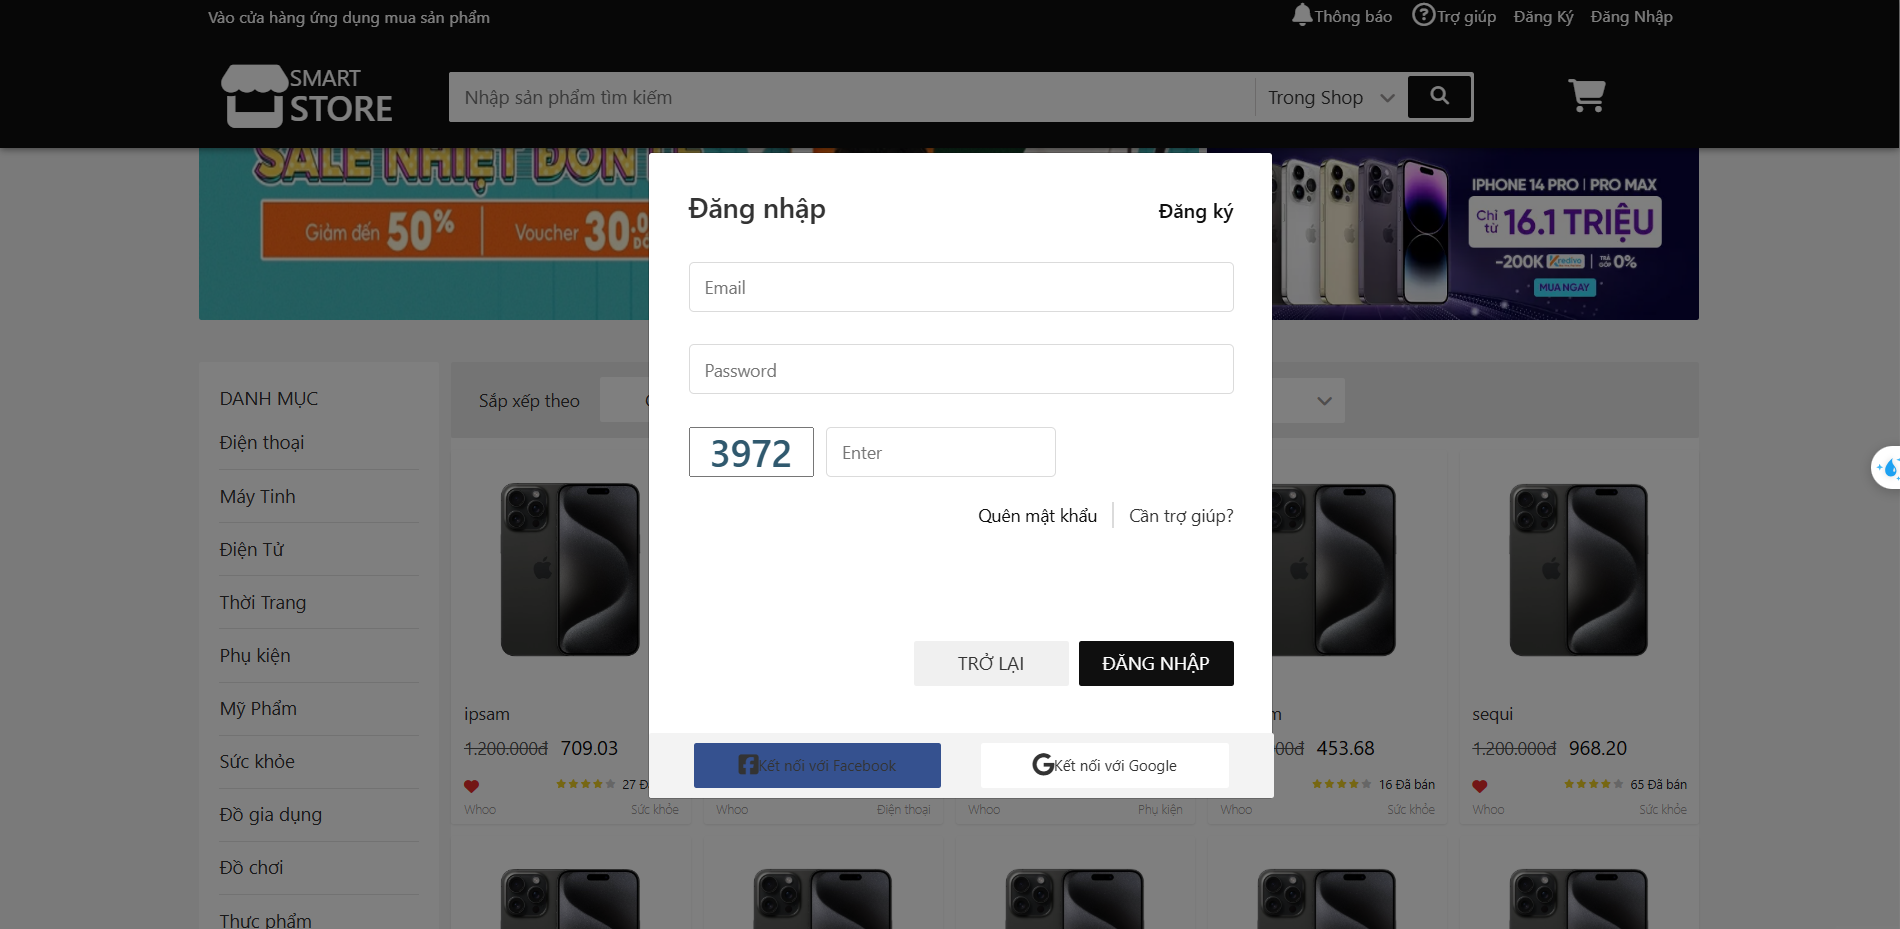 Vào cửa hàng ứng dụng mua sản phẩm
Thông báo
Trợ giúp
Đăng Ký
Đăng Nhập
SMART
STORE
Nhập sản phẩm tìm kiếm
Trong Shop
SALE NHIỆT ĐÓN
Giảm đến 50%
Voucher 30.0
IPHONE 14 PRO | PRO MAX
Chỉ từ 16.1 TRIỆU
-200K Kredivo | TRẢ GÓP 0%
MUA NGAY
Đăng nhập
Đăng ký
Email
Password
3972
Enter
Quên mật khẩu
Cần trợ giúp?
TRỞ LẠI
ĐĂNG NHẬP
Kết nối với Facebook
Kết nối với Google
DANH MỤC
Điện thoại
Máy Tinh
Điện Tử
Thời Trang
Phụ kiện
Mỹ Phẩm
Sức khỏe
Đồ gia dụng
Đồ chơi
Thực phẩm
Sắp xếp theo
ipsam
1.200.000đ 709.03
27 Đ
Whoo Sức khỏe
Whoo Điện thoại
Whoo Phụ kiện
m
00đ 453.68
16 Đã bán
Whoo Sức khỏe
sequi
1.200.000đ 968.20
65 Đã bán
Whoo Sức khỏe